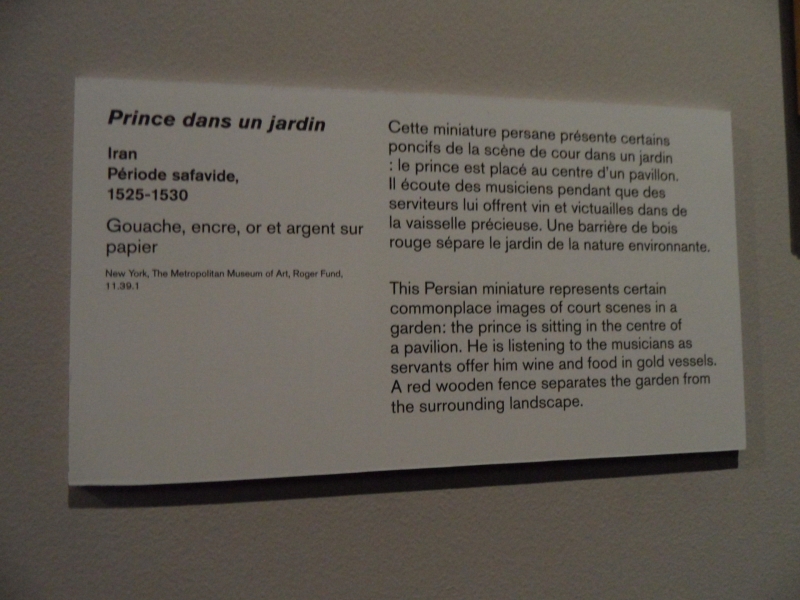 Prince dans un jardin
Iran
Période safavide,
1525-1530
Gouache, encre, or et argent sur
papier
New York, The Metropolitan Museum of Art, Roger Fund,
11.39.1
Cette miniature persane présente certains
poncifs de la scène de cour dans un jardin
: le prince est placé au centre d'un pavillon.
Il écoute des musiciens pendant que des
serviteurs lui offrent vin et victuailles dans de
la vaisselle précieuse. Une barrière de bois
rouge sépare le jardin de la nature environnante.
This Persian miniature represents certain
commonplace images of court scenes in a
garden: the prince is sitting in the centre of
a pavilion. He is listening to the musicians as
servants offer him wine and food in gold vessels.
A red wooden fence separates the garden from
the surrounding landscape.